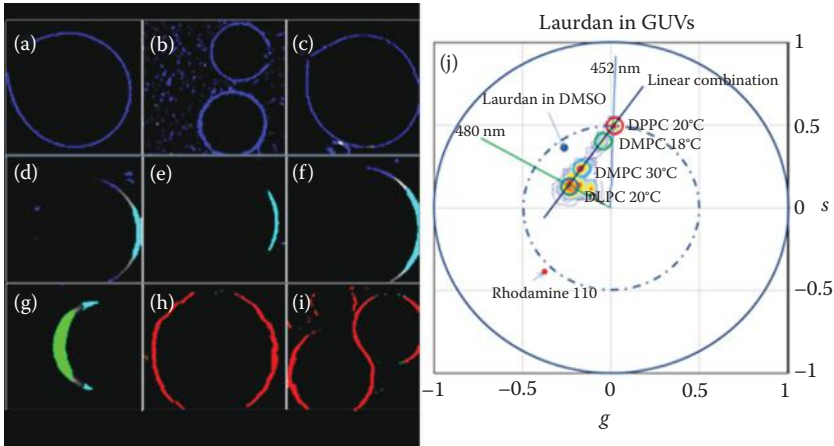 (a)
(b)
(c)
(d)
(e)
(f)
(g)
(h)
(i)
Laurdan in GUVs
(j)
452 nm
Linear combination
Laurdan in DMSO
480 nm
DPPC 20°C
DMPC 18°C
DMPC 30°C
DLPC 20°C
Rhodamine 110
1
0.5
0
−0.5
−1
s
−1
−0.5
0
0.5
1
g